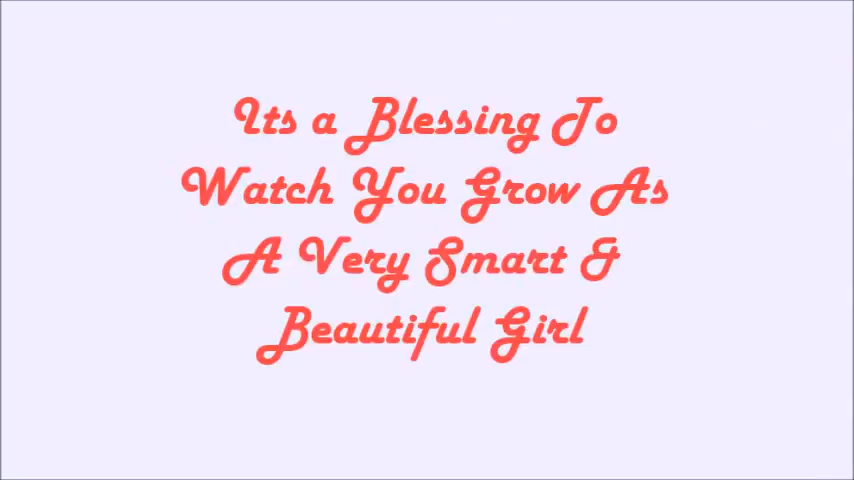 Its a Blessing To
Watch You Grow As
A Very Smart &
Beautiful Girl